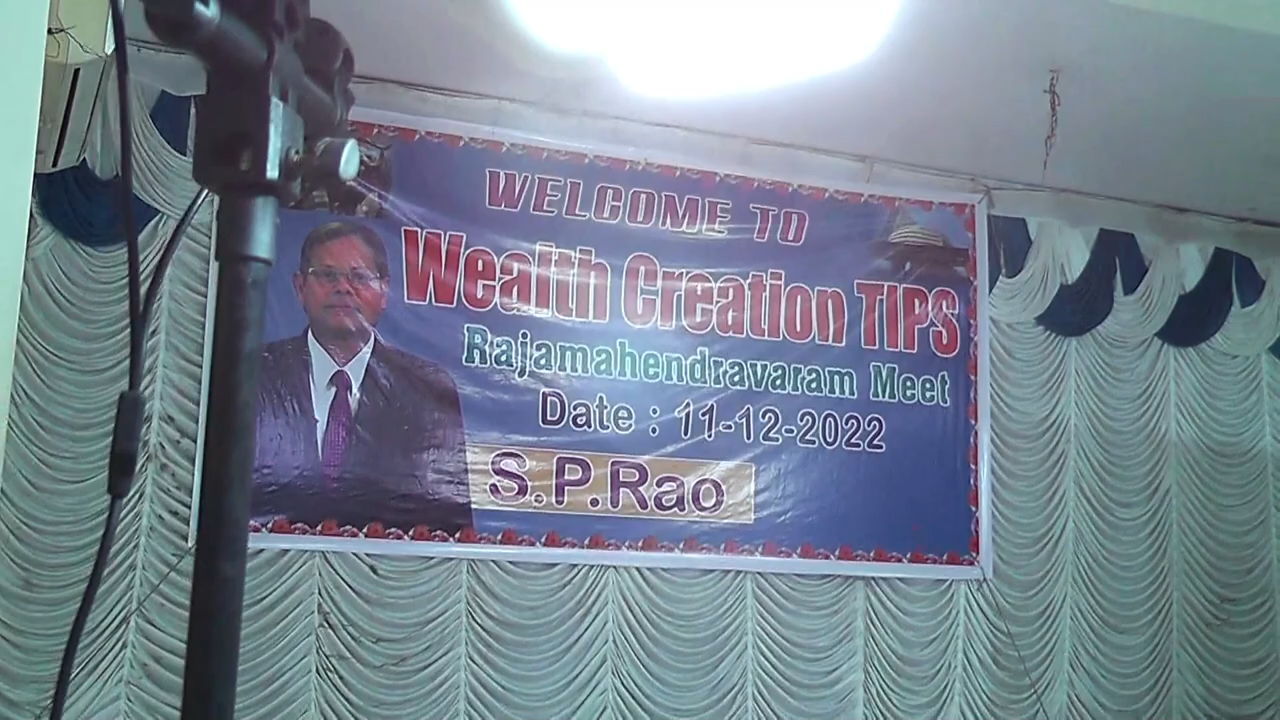 WELCOME TO
Wealth Creation TIPS
Rajamahendravaram Meet
Date : 11-12-2022
S.P.Rao